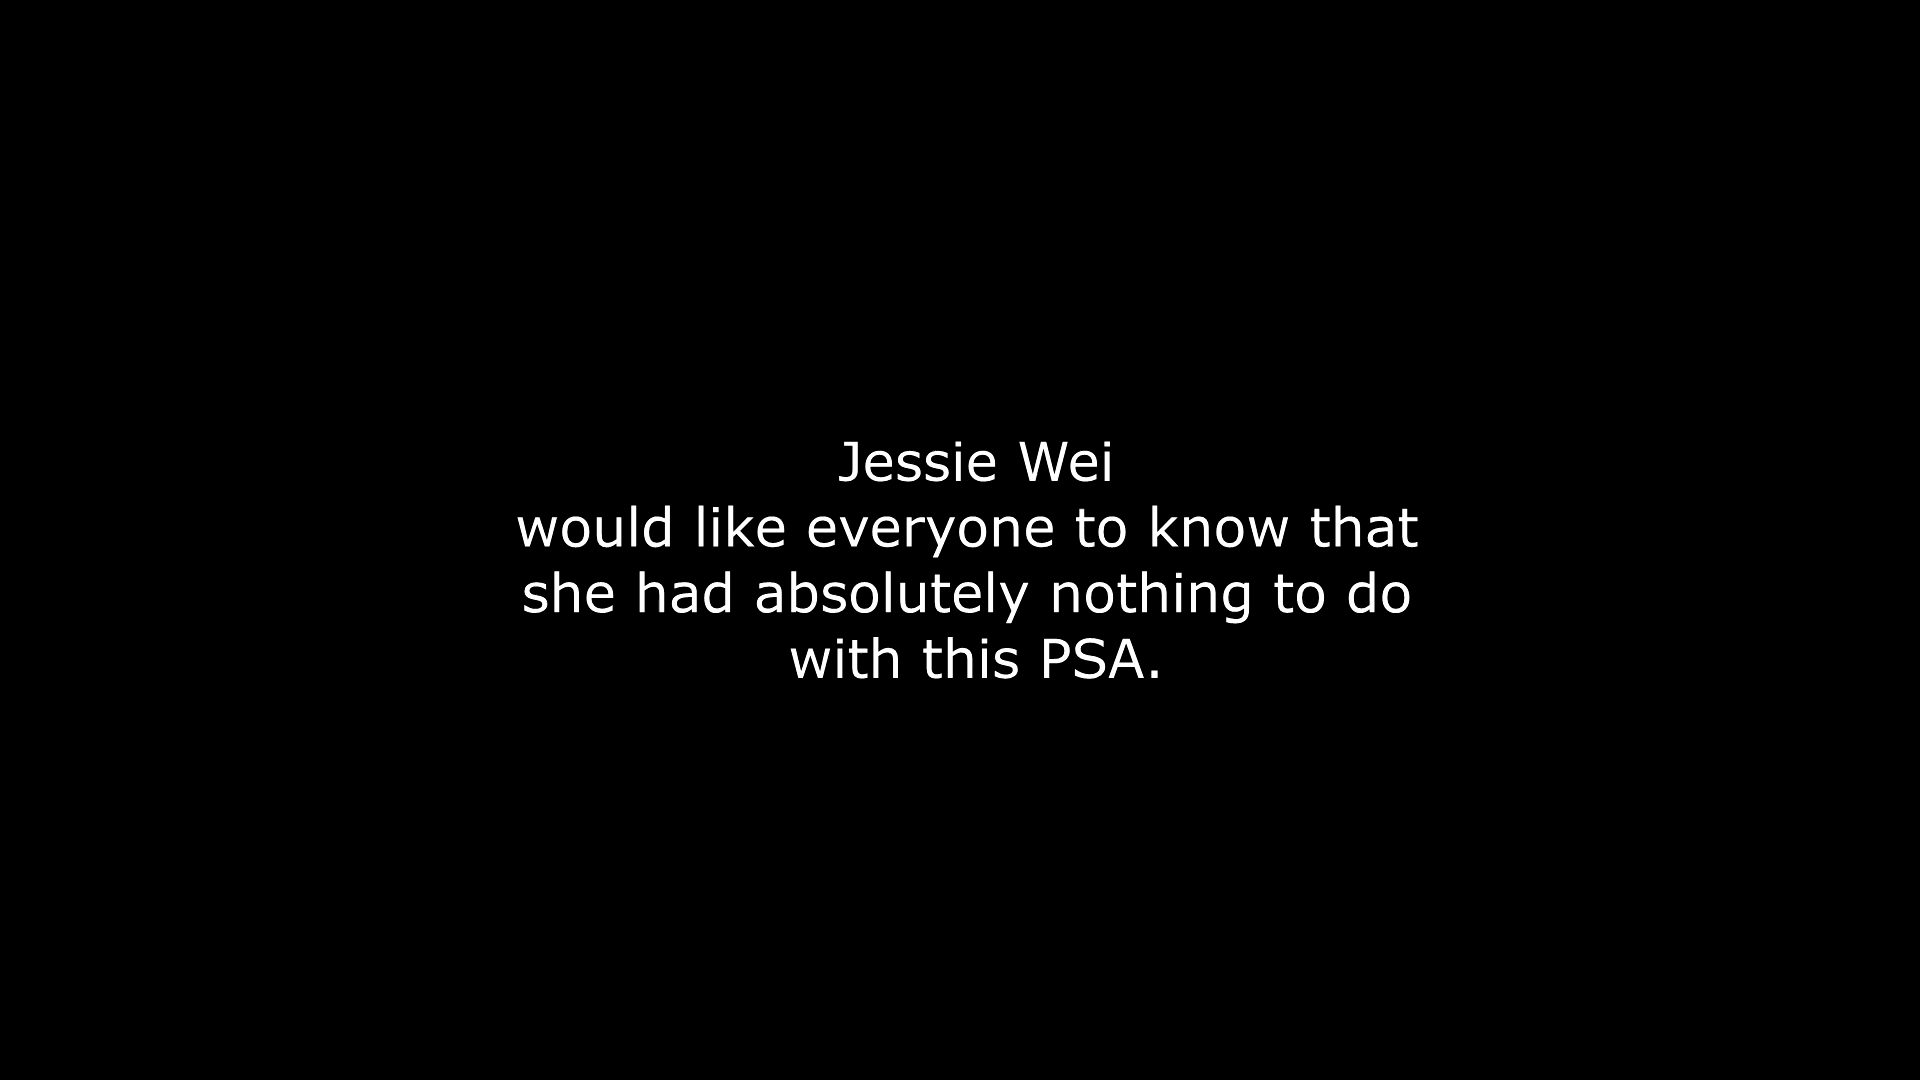 Jessie Wei
would like everyone to know that
she had absolutely nothing to do
with this PSA.